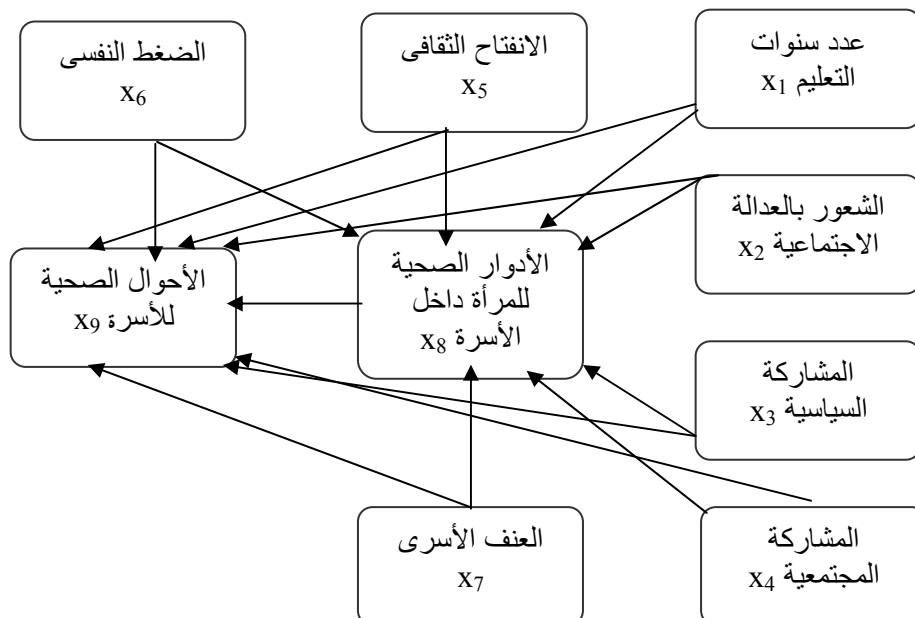 عدد سنوات
التعليم x1
الانفتاح الثقافى
x5
الضغط النفسى
x6
الشعور بالعدالة
الاجتماعية x2
الأدوار الصحية
للمرأة داخل
الأسرة x8
الأحوال الصحية
للأسرة x9
المشاركة
السياسية x3
المشاركة
المجتمعية x4
العنف الأسرى
x7